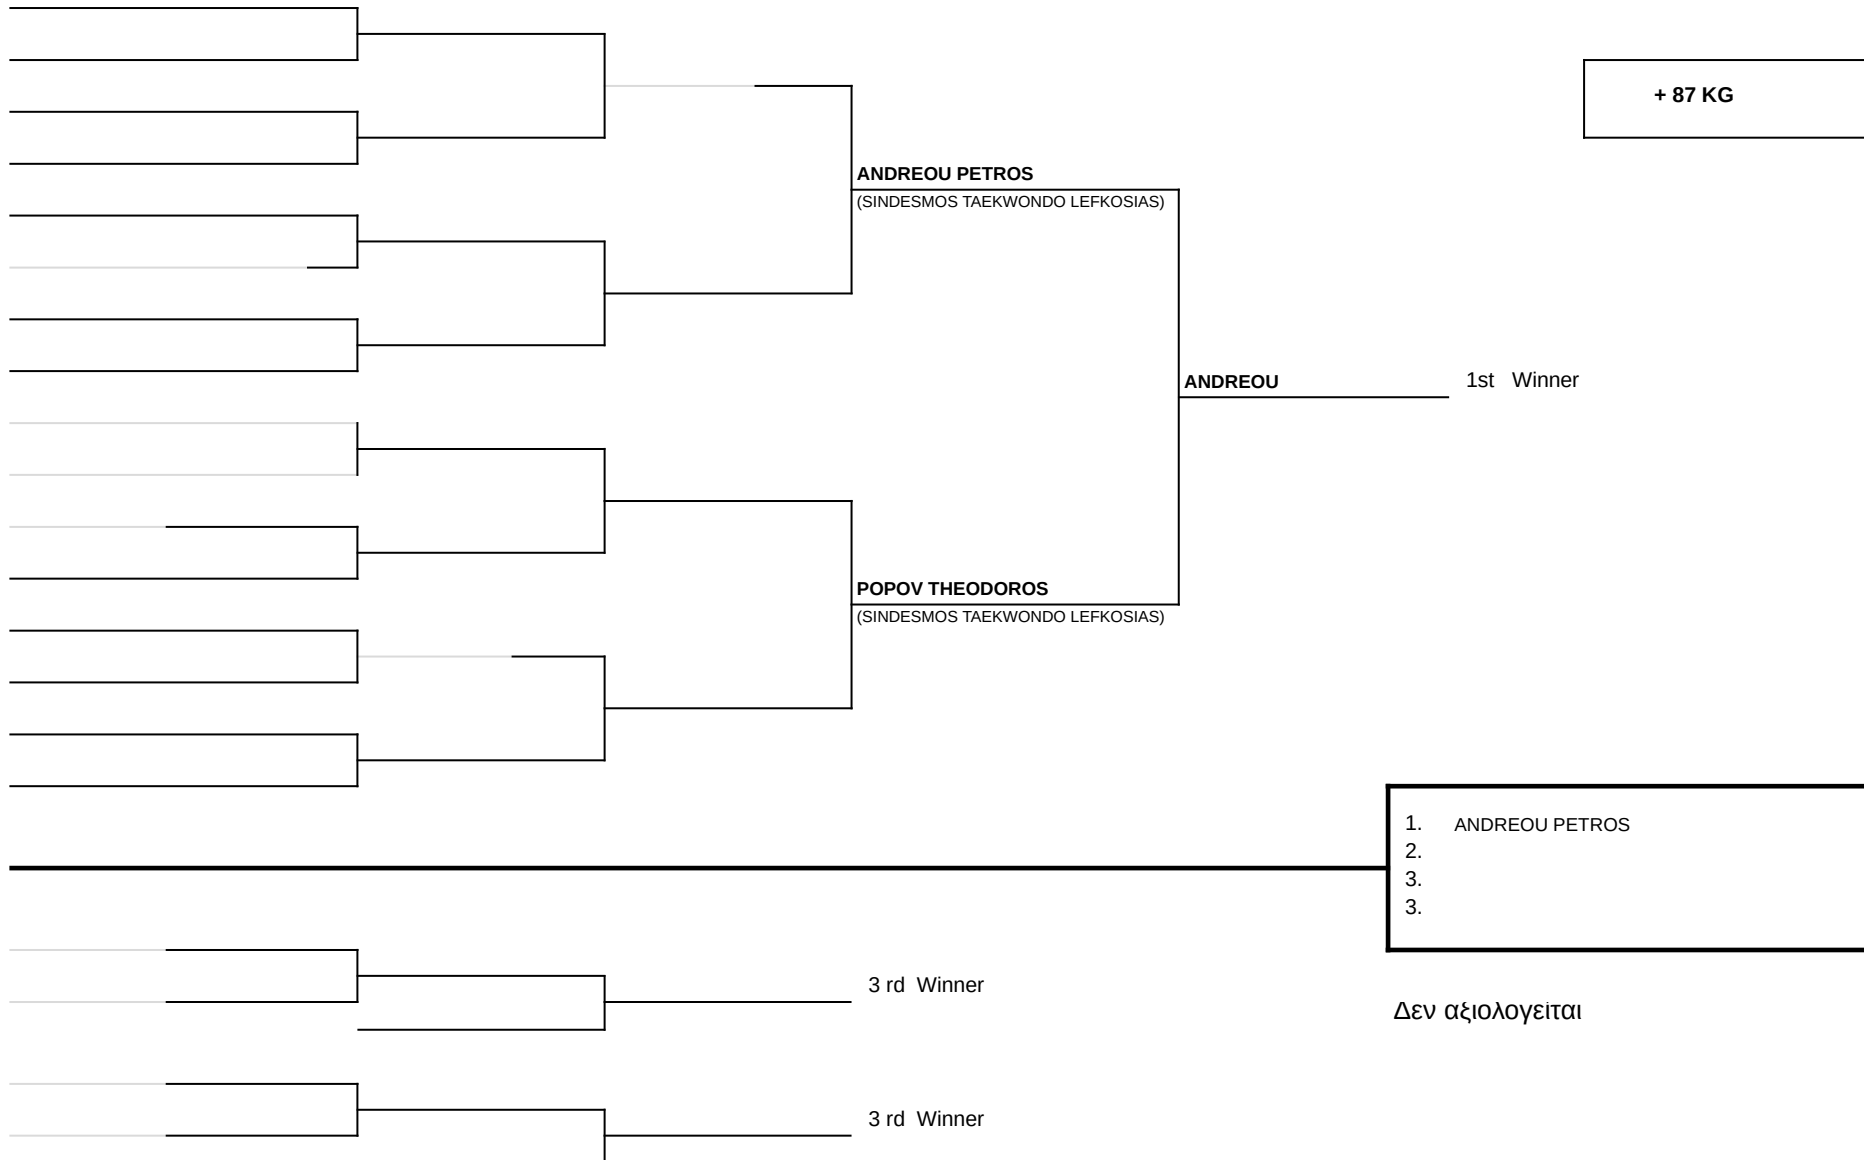 + 87 KG
ANDREOU PETROS
(SINDESMOS TAEKWONDO LEFKOSIAS)
ANDREOU
1st Winner
POPOV THEODOROS
(SINDESMOS TAEKWONDO LEFKOSIAS)
1. ANDREOU PETROS
2.
3.
3.
3 rd Winner
Δεν αξιολογείται
3 rd Winner